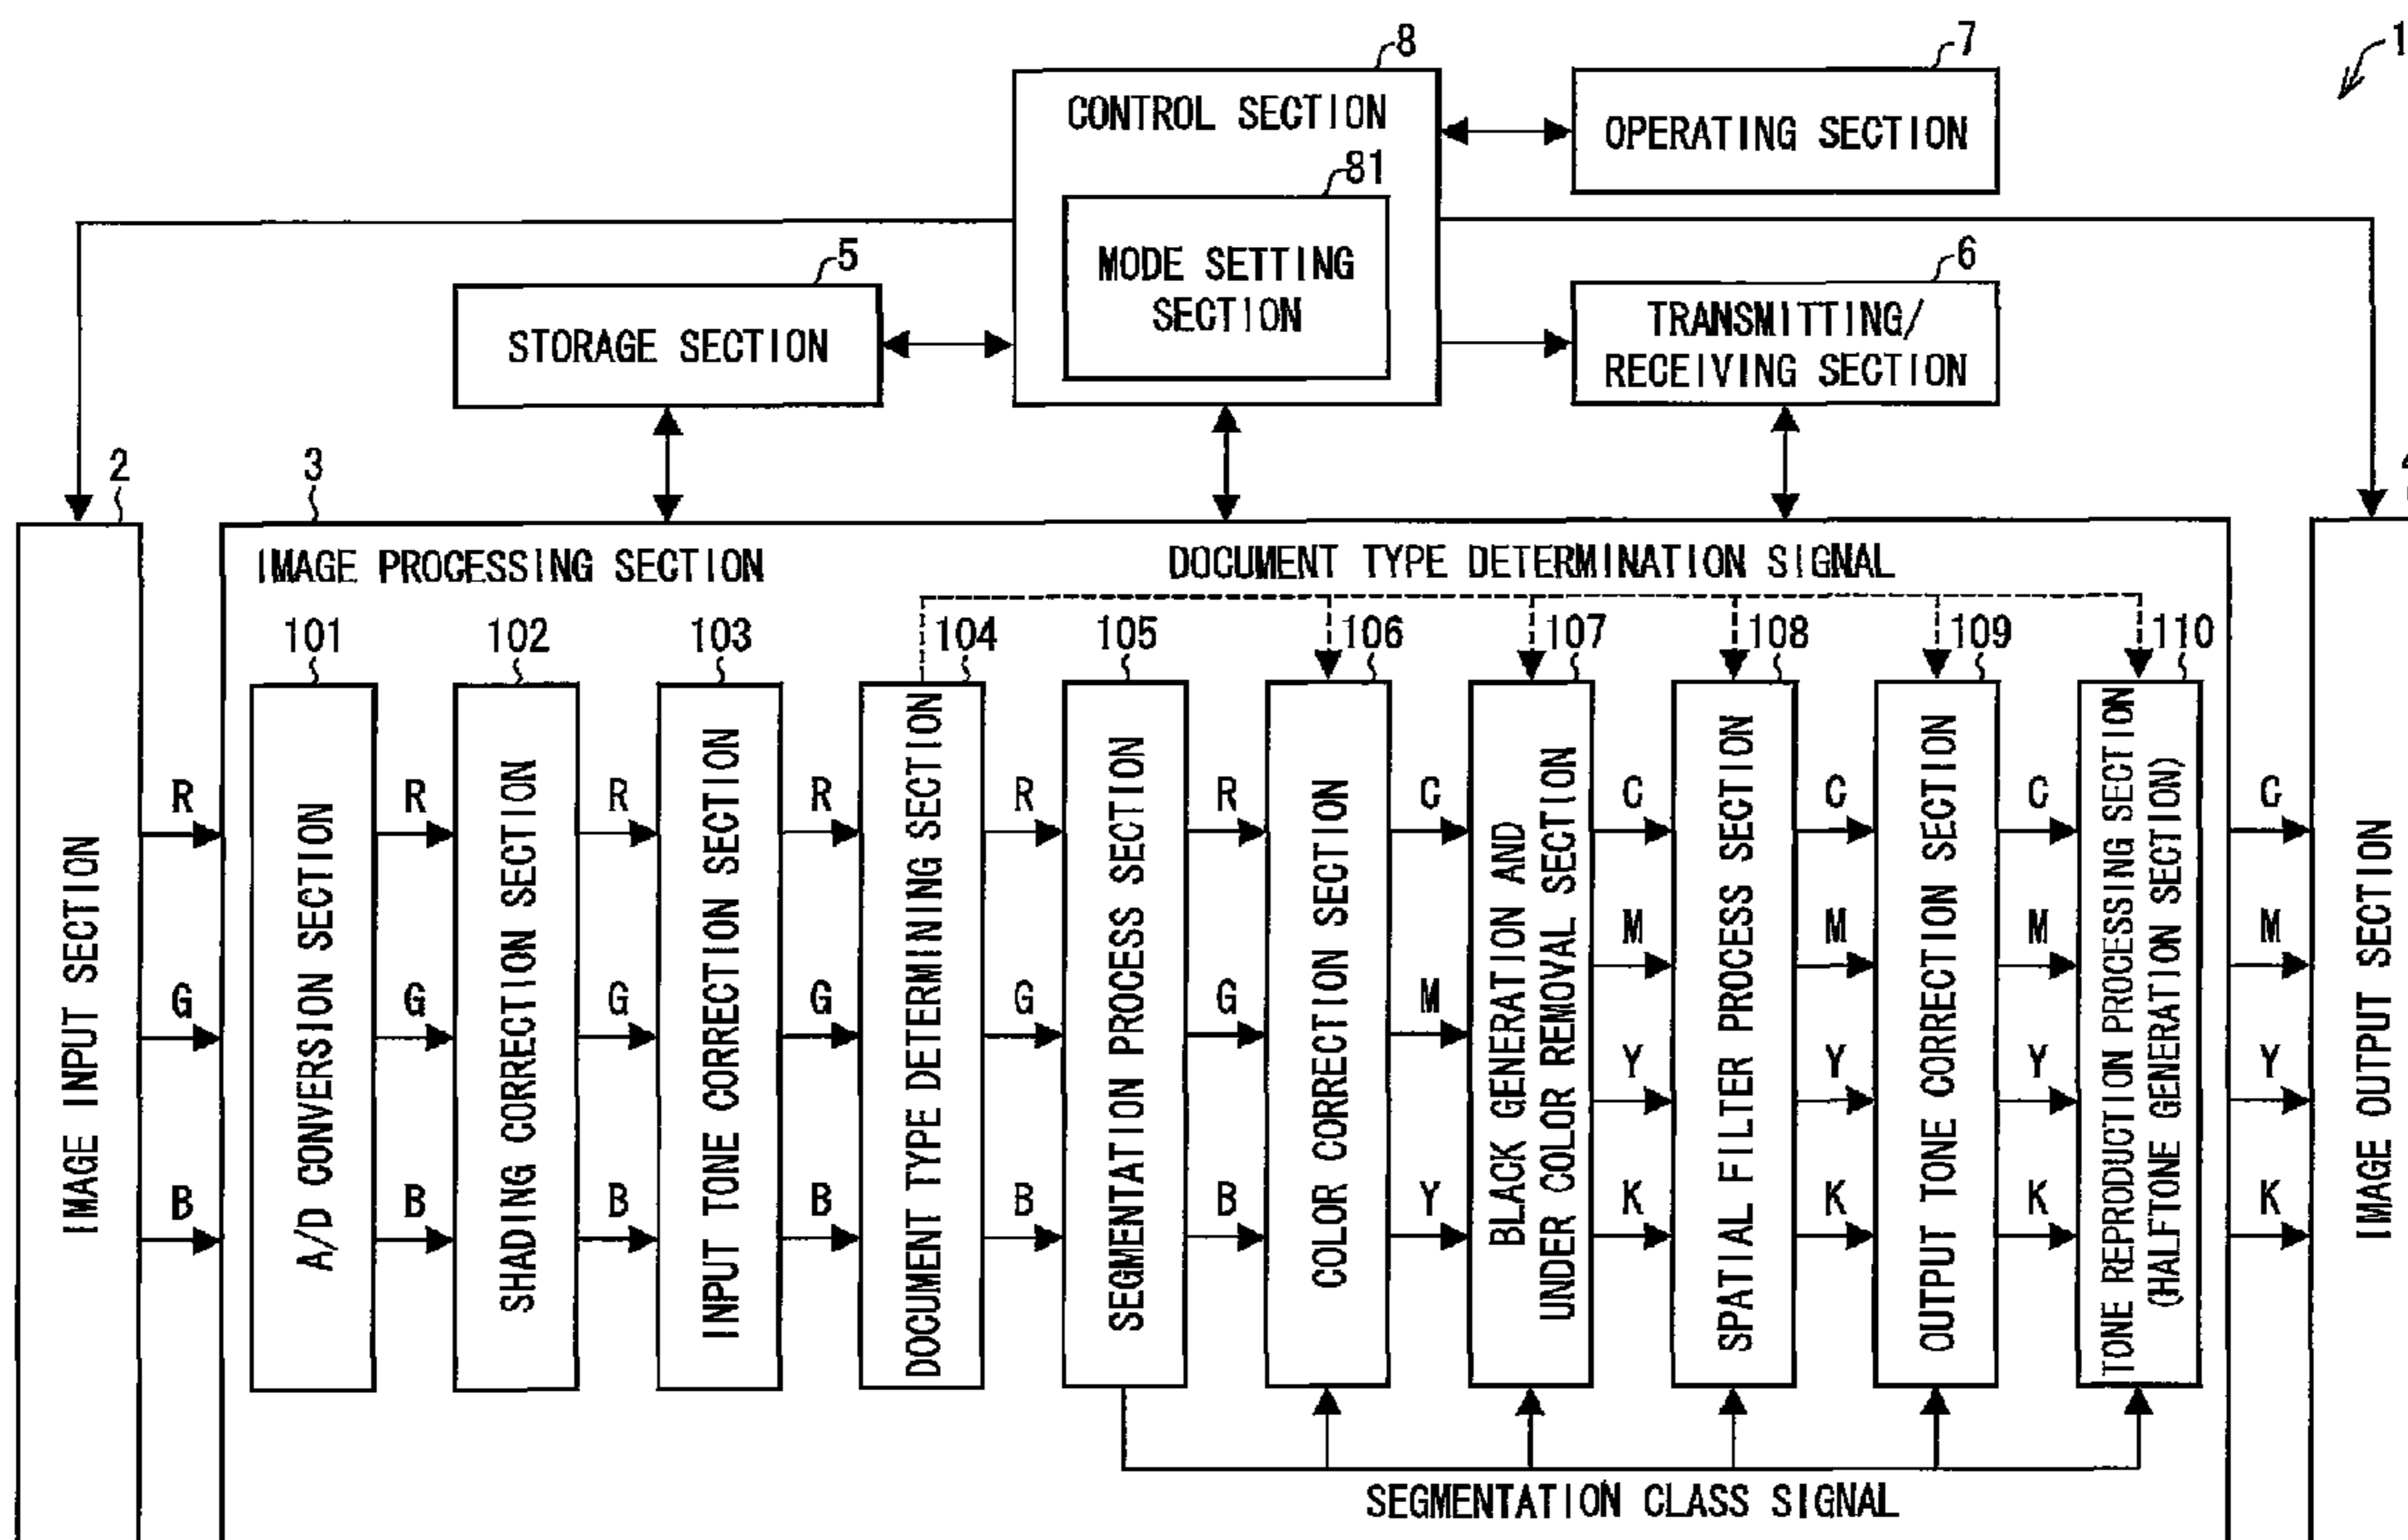 1
8
CONTROL SECTION
7
OPERATING SECTION
81
MODE SETTING
SECTION
5
STORAGE SECTION
6
TRANSMITTING/
RECEIVING SECTION
2
IMAGE INPUT SECTION
3
IMAGE PROCESSING SECTION
DOCUMENT TYPE DETERMINATION SIGNAL
4
IMAGE OUTPUT SECTION
101
A/D CONVERSION SECTION
102
SHADING CORRECTION SECTION
103
INPUT TONE CORRECTION SECTION
104
DOCUMENT TYPE DETERMINING SECTION
105
SEGMENTATION PROCESS SECTION
106
COLOR CORRECTION SECTION
107
BLACK GENERATION AND
UNDER COLOR REMOVAL SECTION
108
SPATIAL FILTER PROCESS SECTION
109
OUTPUT TONE CORRECTION SECTION
110
TONE REPRODUCTION PROCESSING SECTION
(HALFTONE GENERATION SECTION)
R R R R R R C C C C C
M M M M
G G G G G G M
Y Y Y Y
B B B B B B Y K K K K
SEGMENTATION CLASS SIGNAL